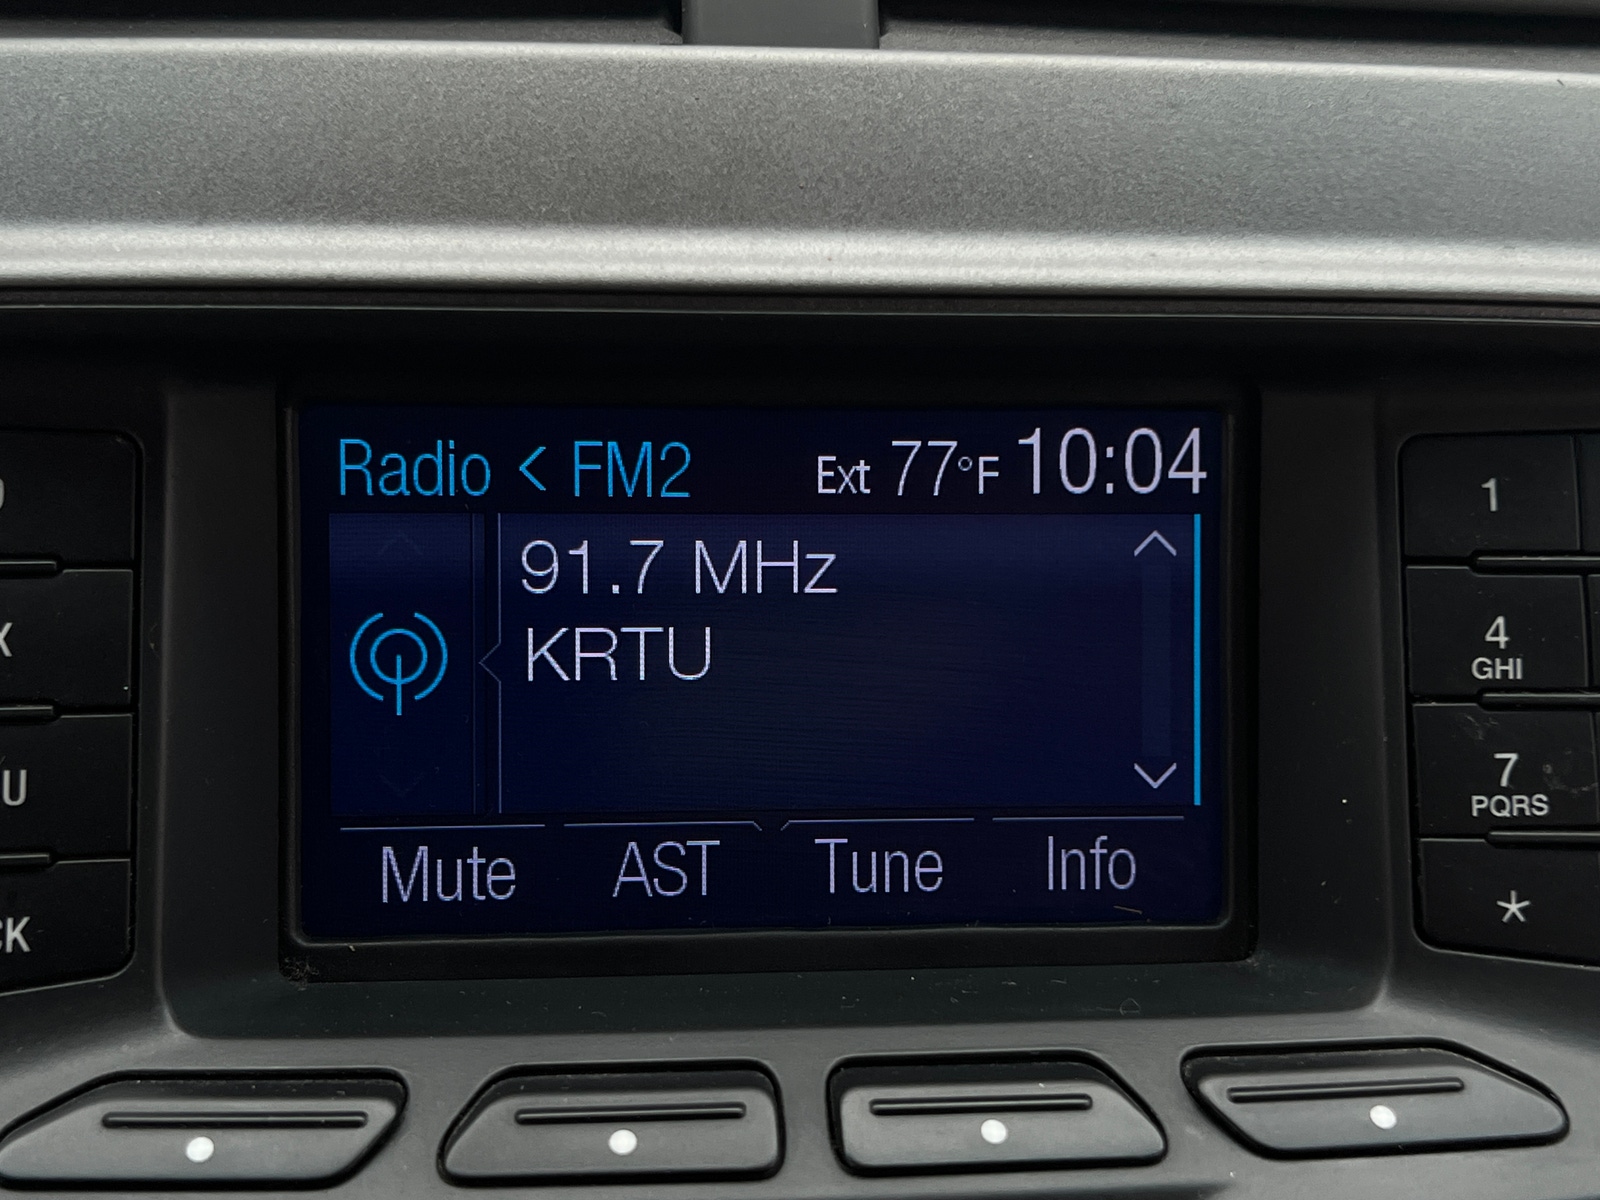 Radio < FM2 Ext 77°F 10:04
91.7 MHz
KRTU
Mute AST Tune Info
1
4
GHI
7
PQRS
*